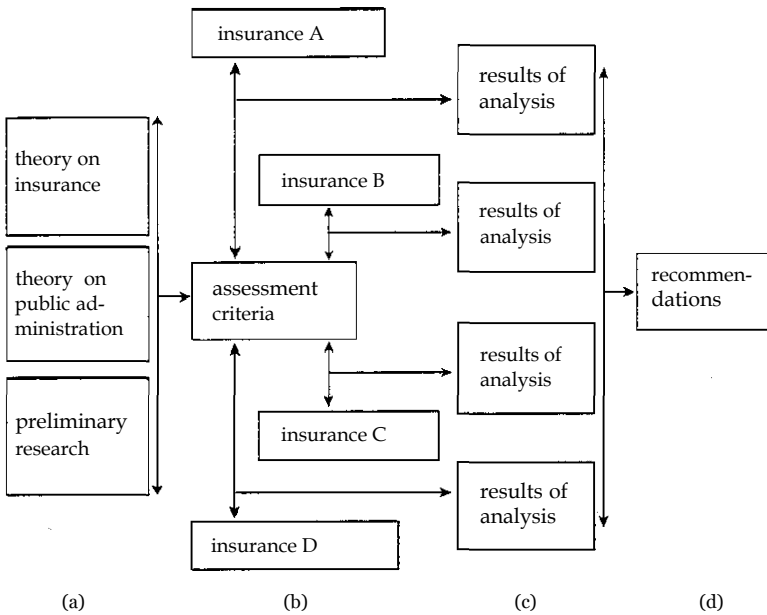 insurance A
results of
analysis
theory on
insurance
insurance B
results of
analysis
theory on
public ad-
ministration
assessment
criteria
recommen-
dations
results of
analysis
preliminary
research
insurance C
results of
analysis
insurance D
(a)
(b)
(c)
(d)